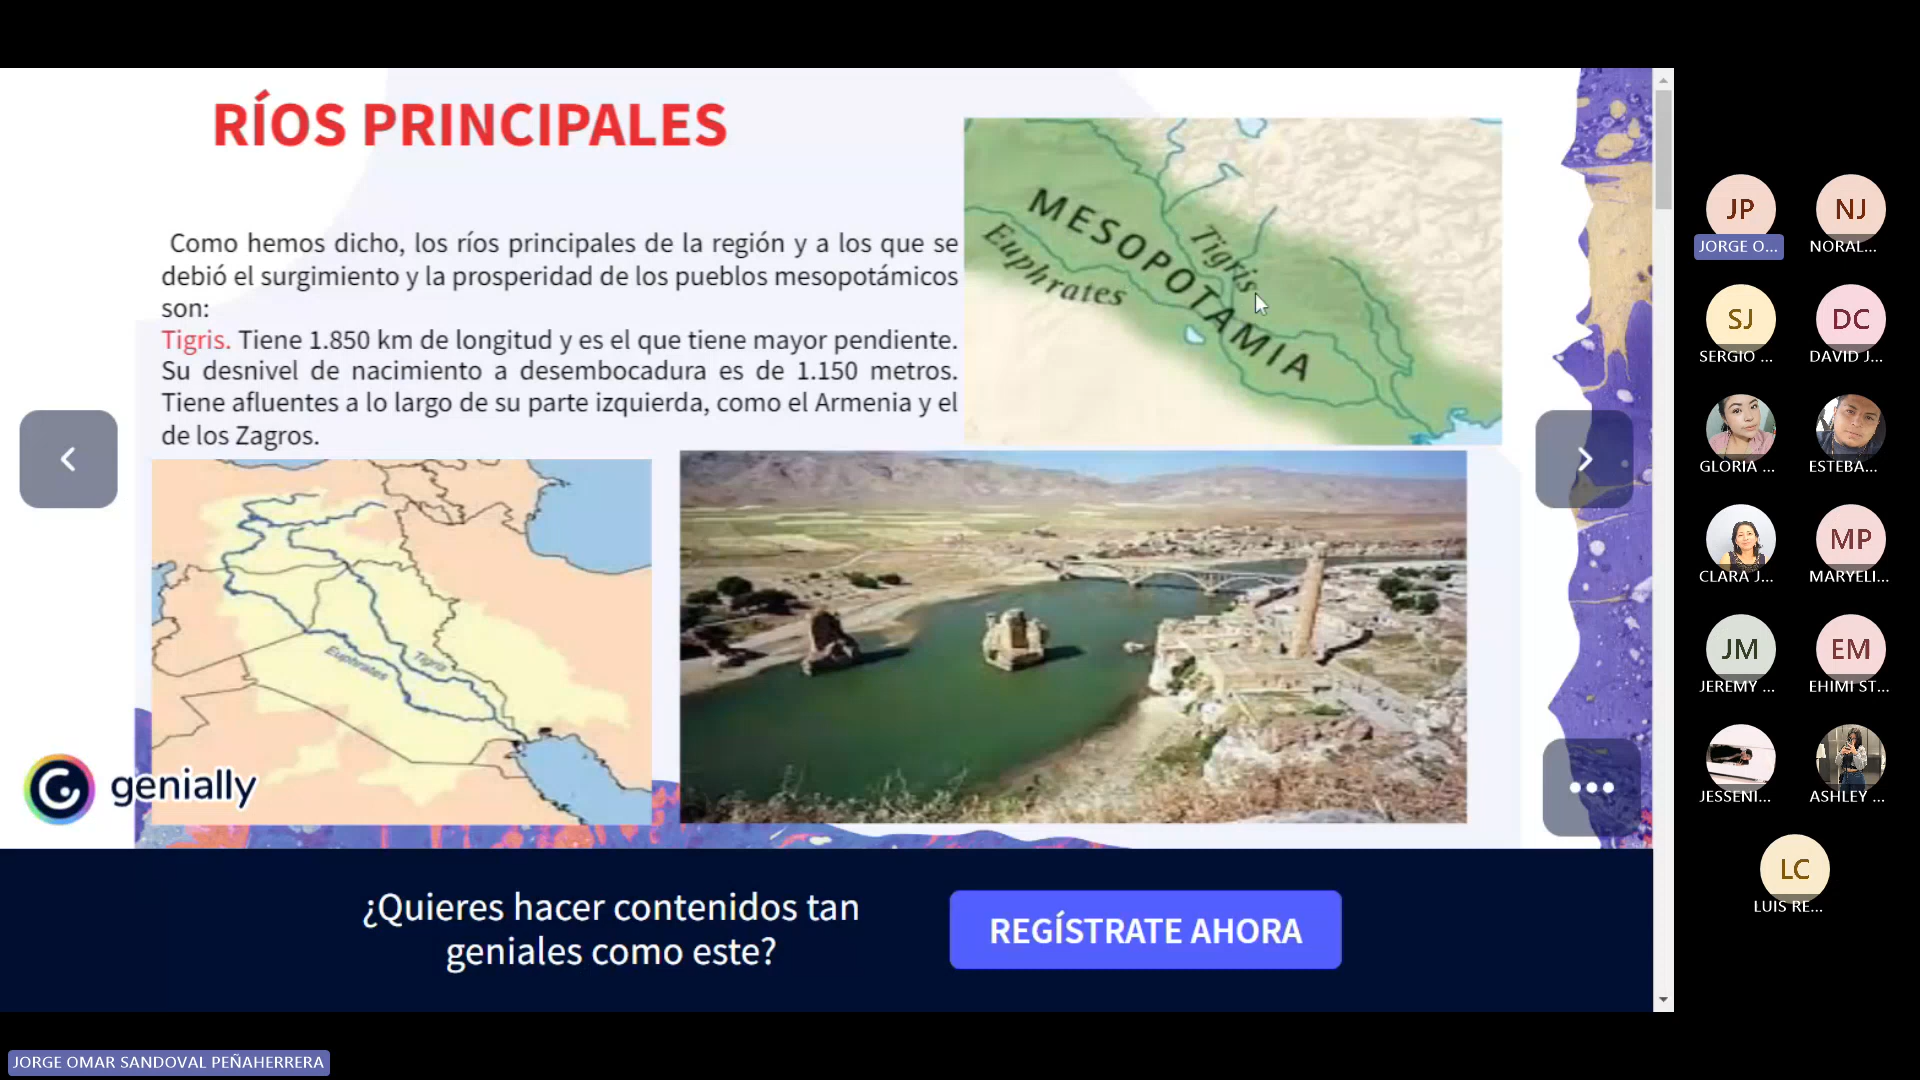 RÍOS PRINCIPALES
Como hemos dicho, los ríos principales de la región y a los que se
debió el surgimiento y la prosperidad de los pueblos mesopotámicos
son:
Tigris. Tiene 1.850 km de longitud y es el que tiene mayor pendiente.
Su desnivel de nacimiento a desembocadura es de 1.150 metros.
Tiene afluentes a lo largo de su parte izquierda, como el Armenia y el
de los Zagros.
MESOPOTAMIA
Tigris
Euphrates
Euphrates
Tigris
genially
¿Quieres hacer contenidos tan
geniales como este?
REGÍSTRATE AHORA
JP
JORGE O...
NJ
NORAL...
SJ
SERGIO ...
DC
DAVID J...
GLORIA ...
ESTEBA...
CLARA J...
MP
MARYELI...
JM
JEREMY ...
EM
EHIMI ST...
JESSENI...
ASHLEY ...
LC
LUIS RE...
JORGE OMAR SANDOVAL PEÑAHERRERA